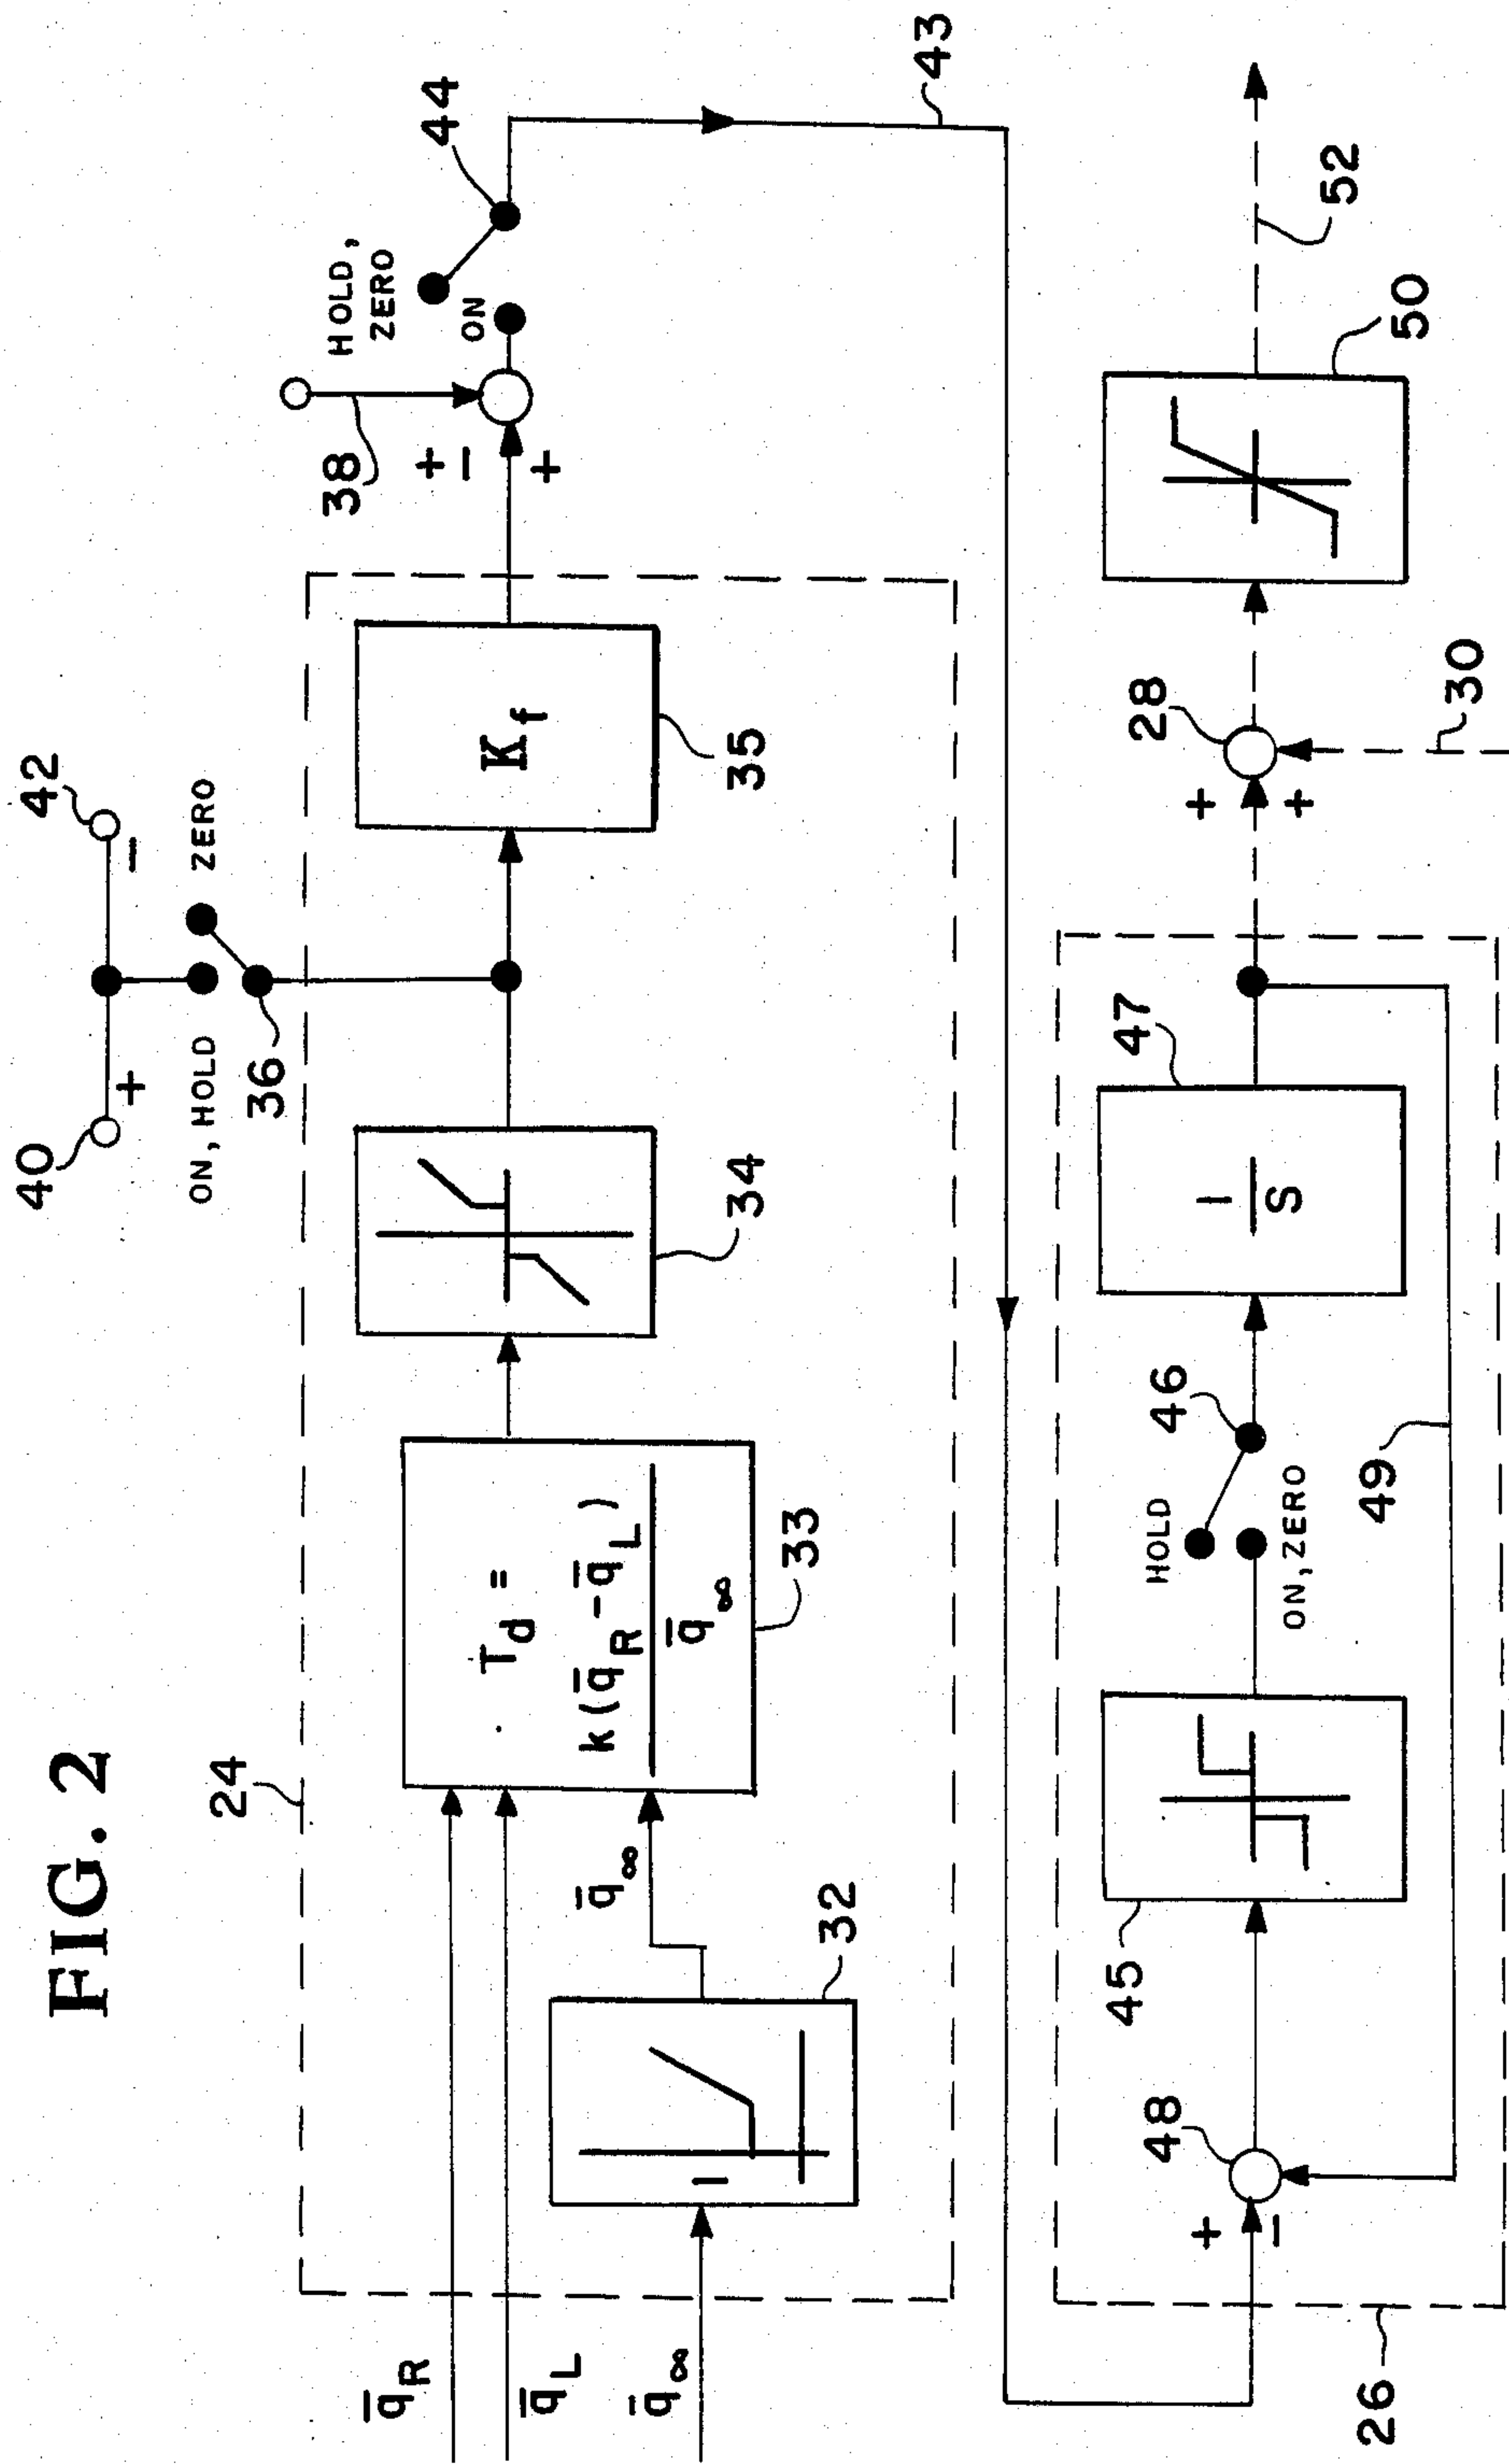 FIG. 2
40
+
42
−
ON, HOLD
ZERO
36
24
q̄R
q̄L
q̄∞
32
1
q̄∞
Td =
k(q̄R − q̄L)
q̄∞
33
34
Kf
35
38
+
−
+
HOLD,
ZERO
ON
44
43
26
+
−
48
45
HOLD
ON, ZERO
46
1
S
47
49
28
+
+
30
50
52